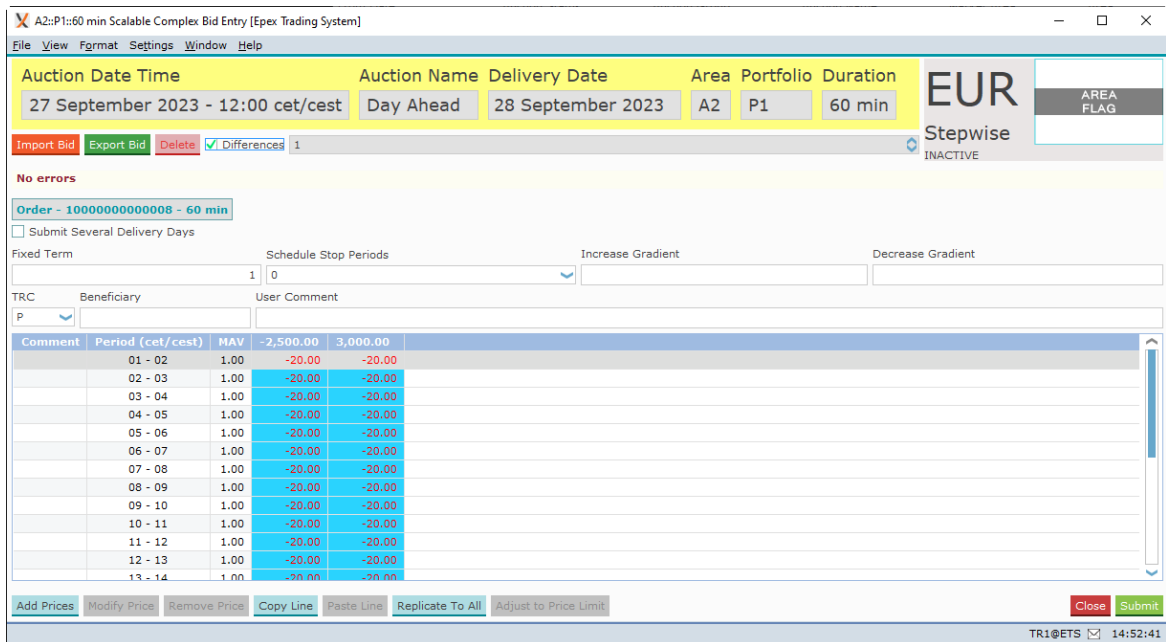 A2::P1::60 min Scalable Complex Bid Entry [Epex Trading System]
File View Format Settings Window Help
Auction Date Time Auction Name Delivery Date Area Portfolio Duration
27 September 2023 - 12:00 cet/cest Day Ahead 28 September 2023 A2 P1 60 min
EUR
Stepwise
INACTIVE
AREA
FLAG
Import Bid Export Bid Delete Differences 1
No errors
Order - 10000000000008 - 60 min
Submit Several Delivery Days
Fixed Term Schedule Stop Periods Increase Gradient Decrease Gradient
1 0
TRC Beneficiary User Comment
P
Comment Period (cet/cest) MAV -2,500.00 3,000.00
01 - 02 1.00 -20.00 -20.00
02 - 03 1.00 -20.00 -20.00
03 - 04 1.00 -20.00 -20.00
04 - 05 1.00 -20.00 -20.00
05 - 06 1.00 -20.00 -20.00
06 - 07 1.00 -20.00 -20.00
07 - 08 1.00 -20.00 -20.00
08 - 09 1.00 -20.00 -20.00
09 - 10 1.00 -20.00 -20.00
10 - 11 1.00 -20.00 -20.00
11 - 12 1.00 -20.00 -20.00
12 - 13 1.00 -20.00 -20.00
13 - 14 1.00 -20.00 -20.00
Add Prices Modify Price Remove Price Copy Line Paste Line Replicate To All Adjust to Price Limit Close Submit
TR1@ETS 14:52:41